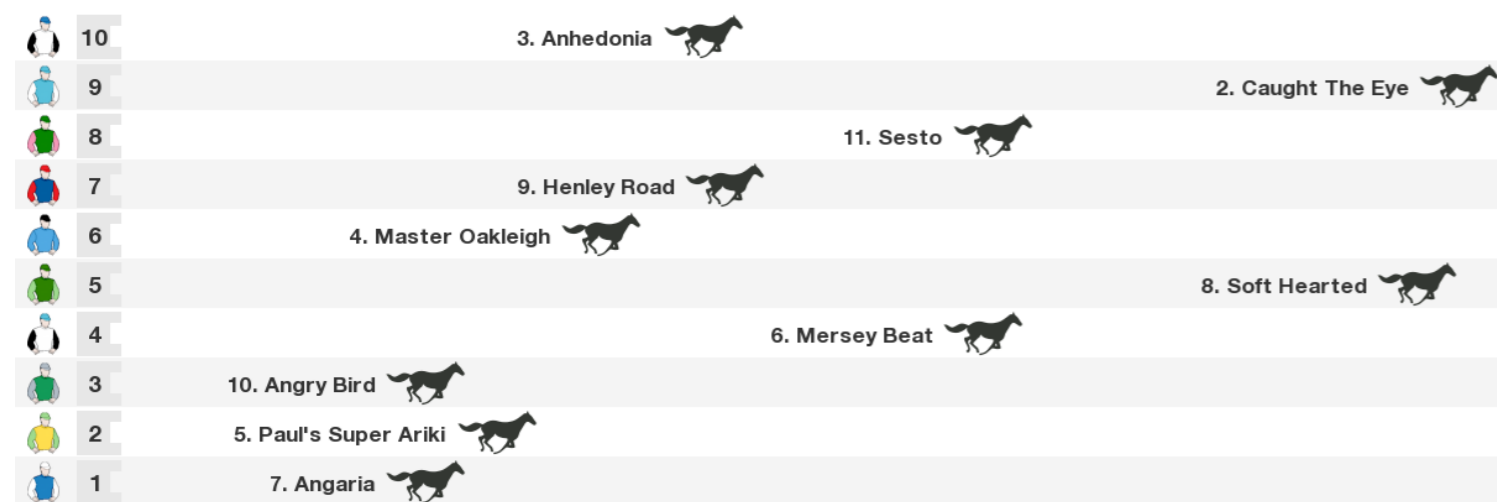 10 3. Anhedonia
9 2. Caught The Eye
8 11. Sesto
7 9. Henley Road
6 4. Master Oakleigh
5 8. Soft Hearted
4 6. Mersey Beat
3 10. Angry Bird
2 5. Paul's Super Ariki
1 7. Angaria